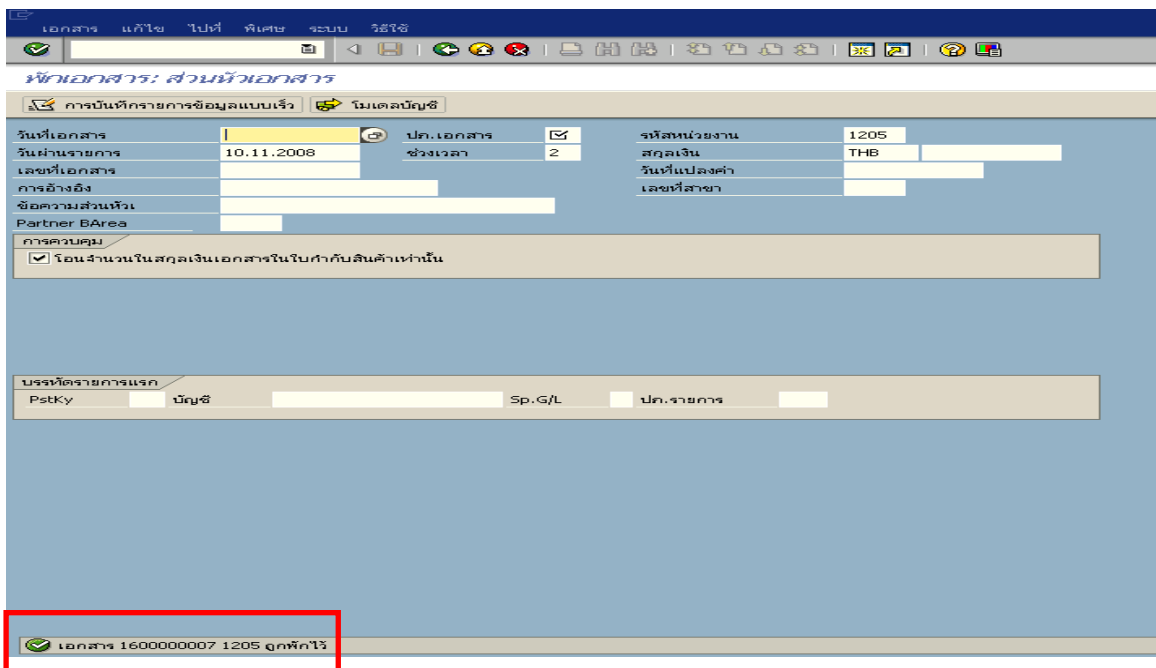 เอกสาร แก้ไข ไปที่ พิเศษ ระบบ วิธีใช้
พักเอกสาร: ส่วนหัวเอกสาร
การบันทึกรายการข้อมูลแบบเร็ว โมเดลบัญชี
วันที่เอกสาร ปภ.เอกสาร รหัสหน่วยงาน 1205
วันผ่านรายการ 10.11.2008 ช่วงเวลา 2 สกุลเงิน THB
เลขที่เอกสาร วันที่แปลงค่า
การอ้างอิง เลขที่สาขา
ข้อความส่วนหัวเ
Partner BArea
การควบคุม
โอนจำนวนในสกุลเงินเอกสารในใบกำกับสินค้าเท่านั้น
บรรทัดรายการแรก
PstKy บัญชี Sp.G/L ปภ.รายการ
เอกสาร 1600000007 1205 ถูกพักไว้